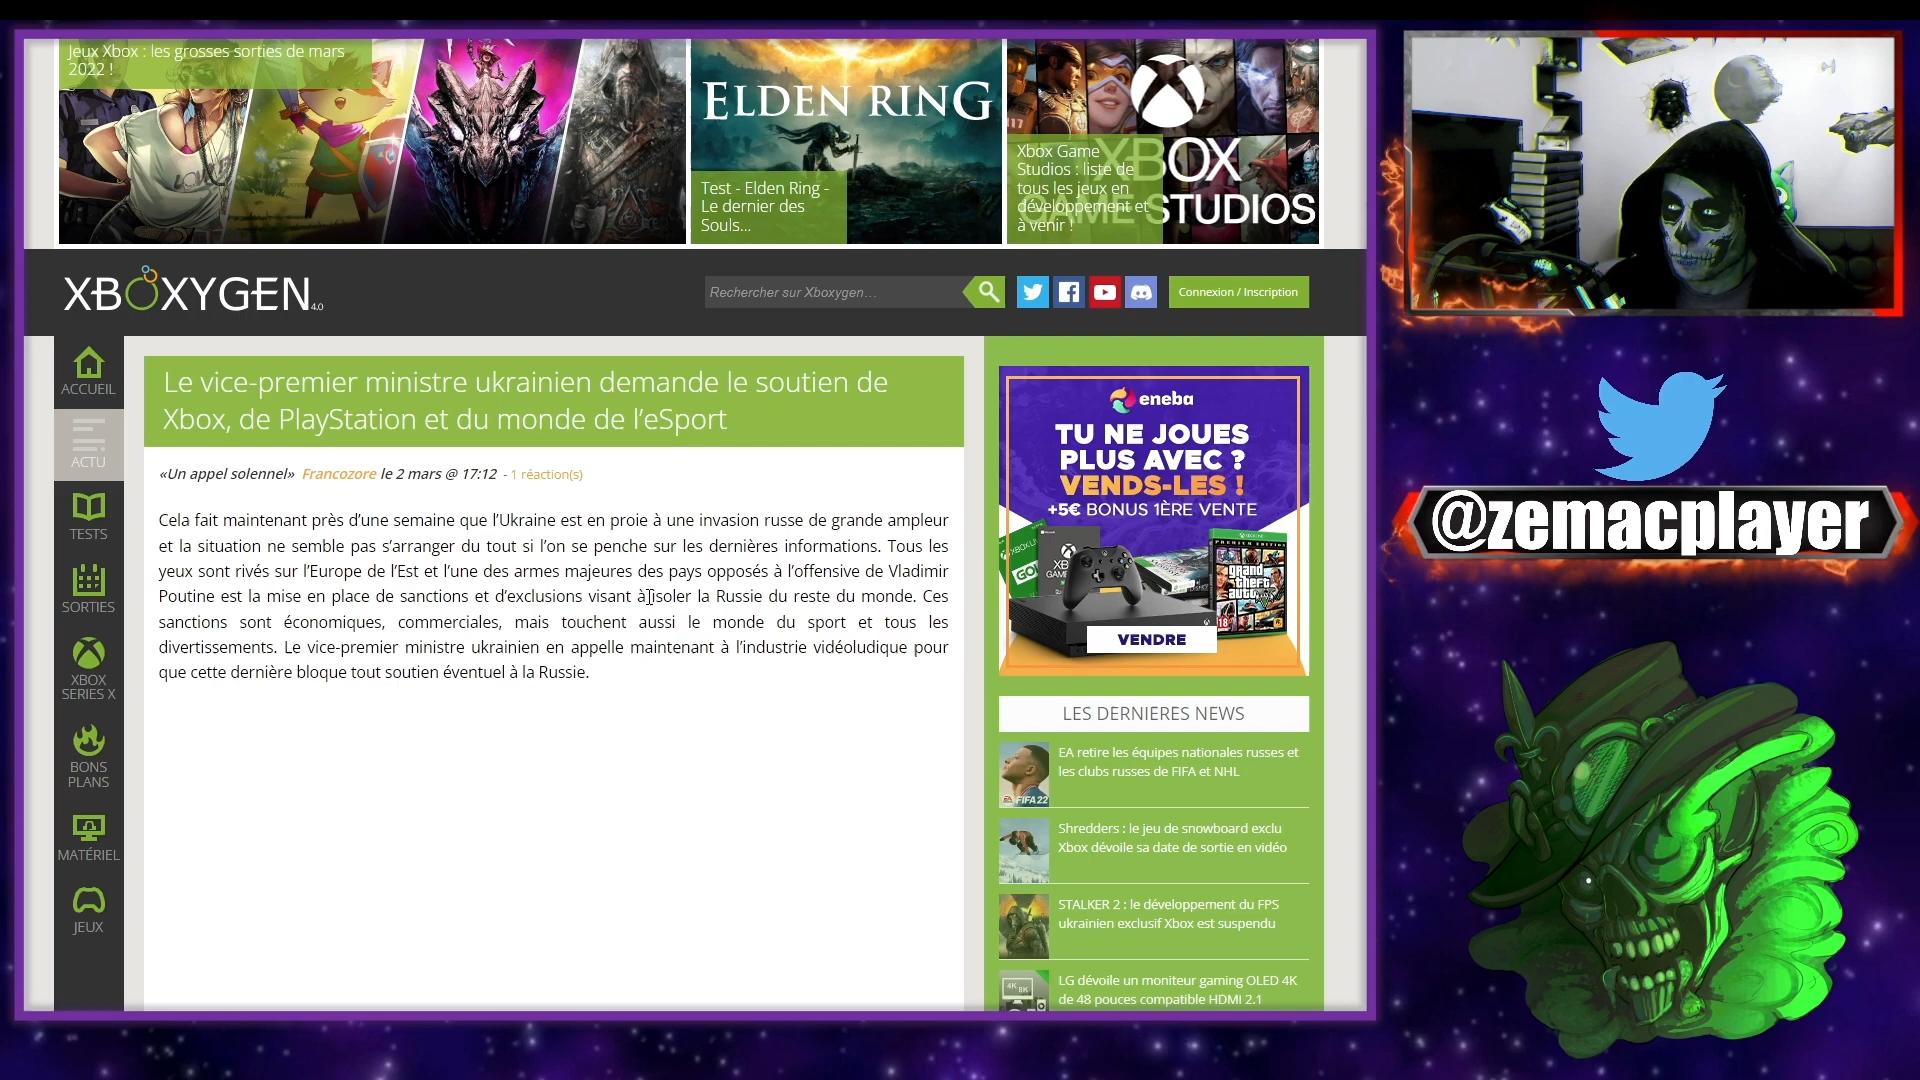 Jeux Xbox : les grosses sorties de mars
2022 !
ELDEN RING
Test - Elden Ring -
Le dernier des
Souls...
XBOX
GAME STUDIOS
Xbox Game
Studios : liste de
tous les jeux en
développement et
à venir !
XBOXYGEN 4.0
Rechercher sur Xboxygen…
Connexion / Inscription
ACCUEIL
ACTU
TESTS
SORTIES
XBOX
SERIES X
BONS
PLANS
MATÉRIEL
JEUX
Le vice-premier ministre ukrainien demande le soutien de
Xbox, de PlayStation et du monde de l’eSport
«Un appel solennel» Francozore le 2 mars @ 17:12 - 1 réaction(s)
Cela fait maintenant près d’une semaine que l’Ukraine est en proie à une invasion russe de grande ampleur
et la situation ne semble pas s’arranger du tout si l’on se penche sur les dernières informations. Tous les
yeux sont rivés sur l’Europe de l’Est et l’une des armes majeures des pays opposés à l’offensive de Vladimir
Poutine est la mise en place de sanctions et d’exclusions visant à isoler la Russie du reste du monde. Ces
sanctions sont économiques, commerciales, mais touchent aussi le monde du sport et tous les
divertissements. Le vice-premier ministre ukrainien en appelle maintenant à l’industrie vidéoludique pour
que cette dernière bloque tout soutien éventuel à la Russie.
eneba
TU NE JOUES
PLUS AVEC ?
VENDS-LES !
+5€ BONUS 1ÈRE VENTE
grand
theft
auto
18
VENDRE
LES DERNIERES NEWS
EA retire les équipes nationales russes et
les clubs russes de FIFA et NHL
FIFA 22
Shredders : le jeu de snowboard exclu
Xbox dévoile sa date de sortie en vidéo
STALKER 2 : le développement du FPS
ukrainien exclusif Xbox est suspendu
LG dévoile un moniteur gaming OLED 4K
de 48 pouces compatible HDMI 2.1
4K 8K
@zemacplayer